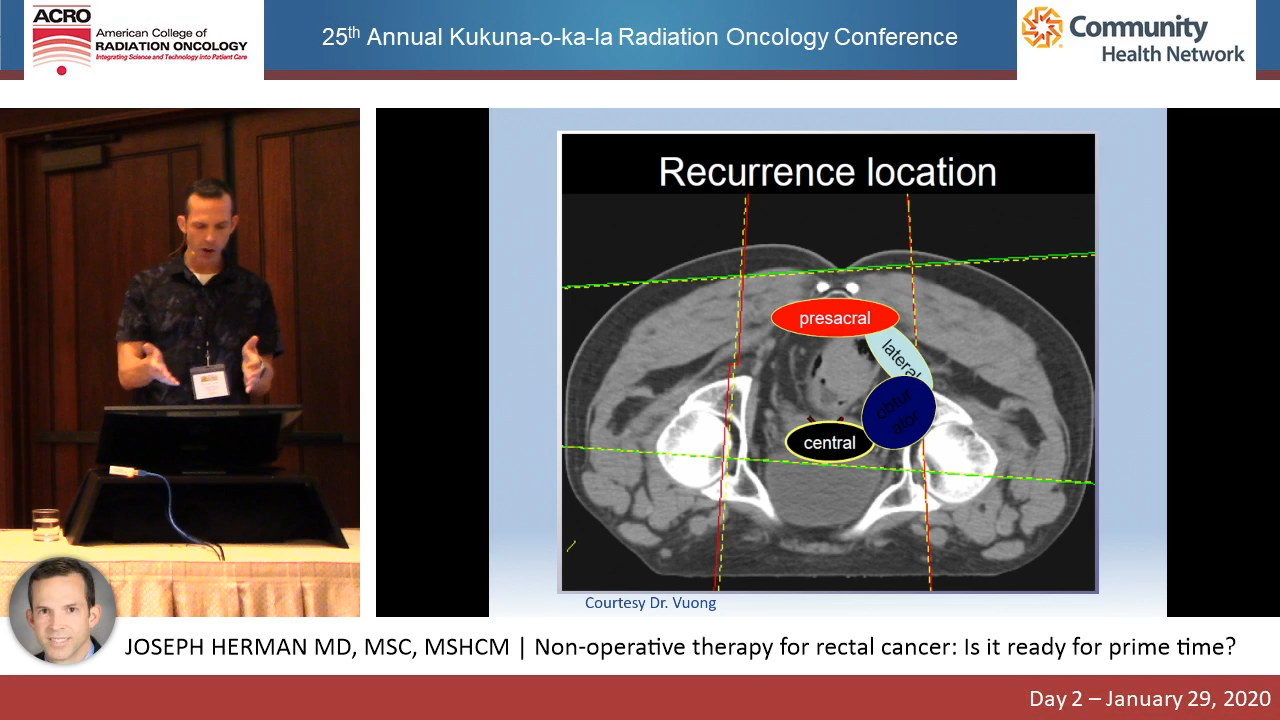 ACRO
American College of
RADIATION ONCOLOGY
Integrating Science and Technology Into Patient Care
25th Annual Kukuna-o-ka-la Radiation Oncology Conference
Community
Health Network
Recurrence location
presacral
lateral
obtur
ator
central
Courtesy Dr. Vuong
JOSEPH HERMAN MD, MSC, MSHCM | Non-operative therapy for rectal cancer: Is it ready for prime time?
Day 2 – January 29, 2020